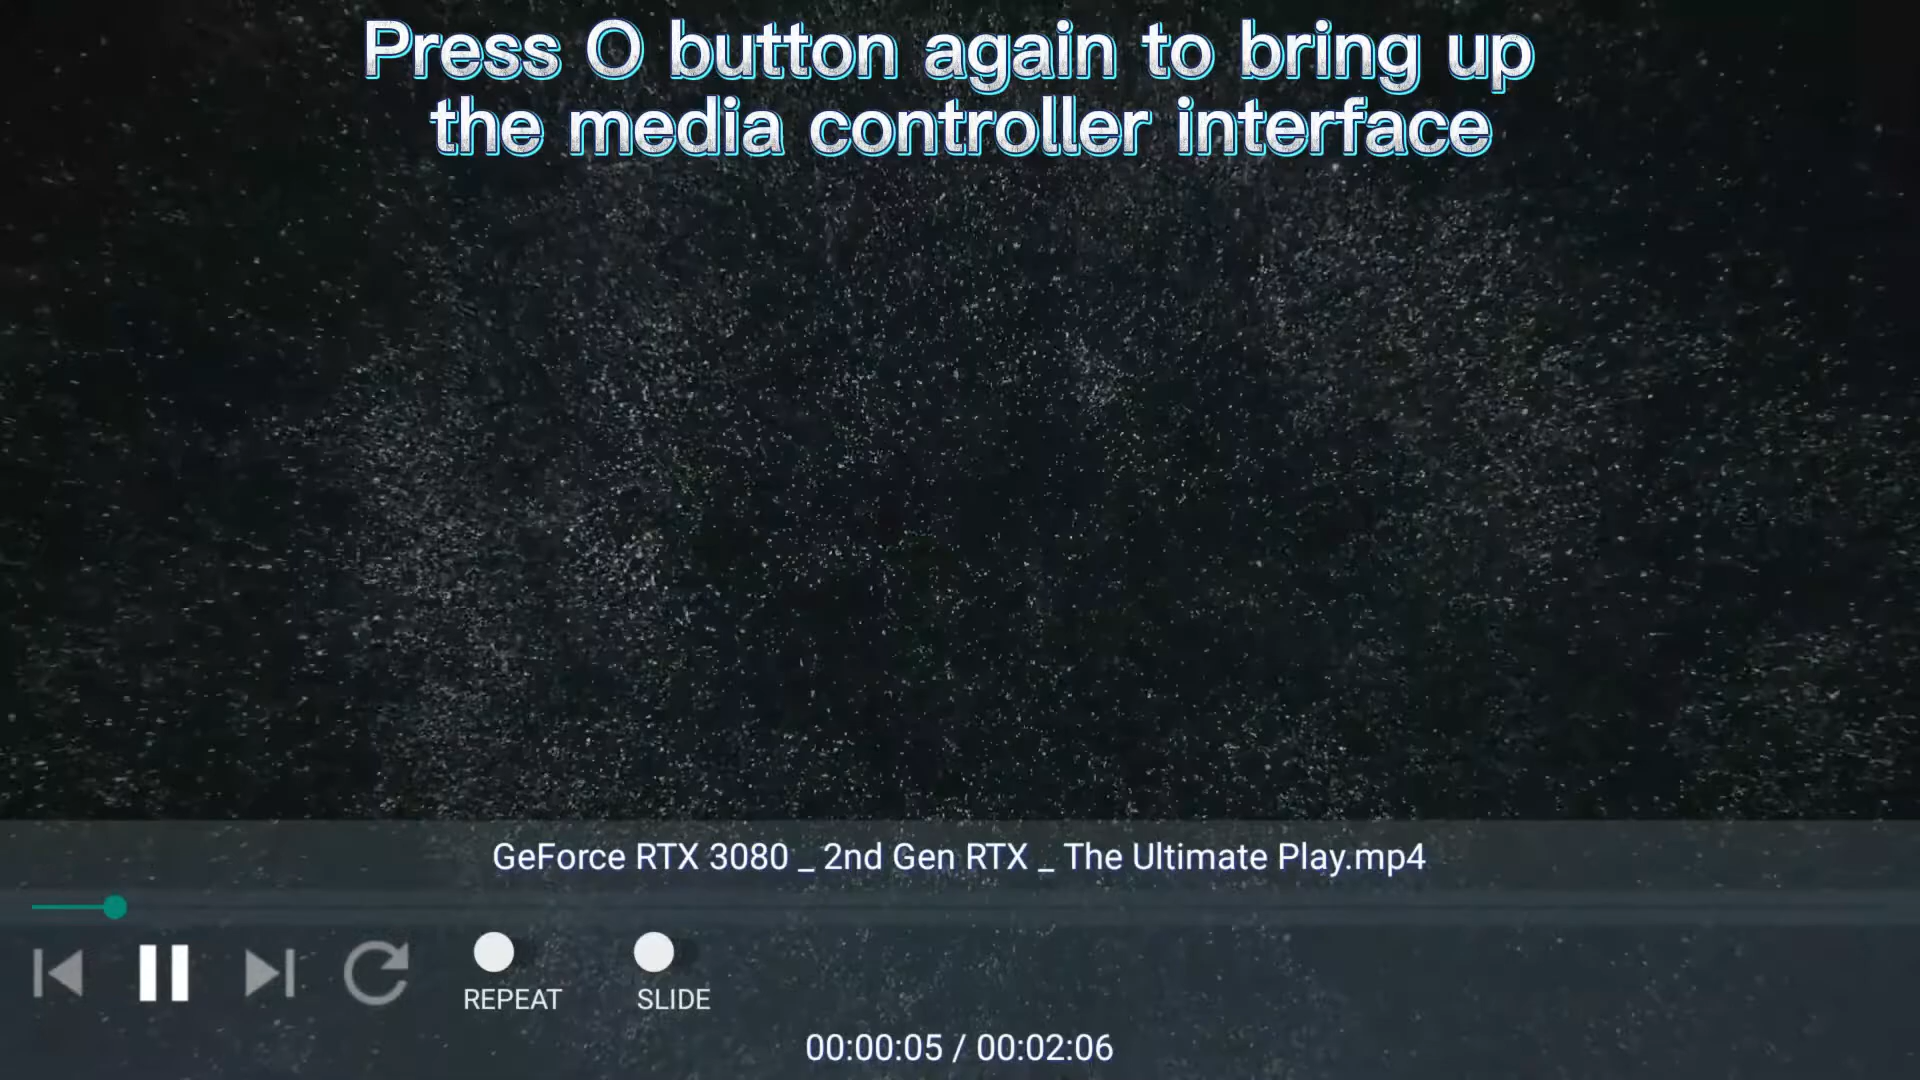 Press O button again to bring up
the media controller interface
GeForce RTX 3080 _ 2nd Gen RTX _ The Ultimate Play.mp4
REPEAT
SLIDE
00:00:05 / 00:02:06